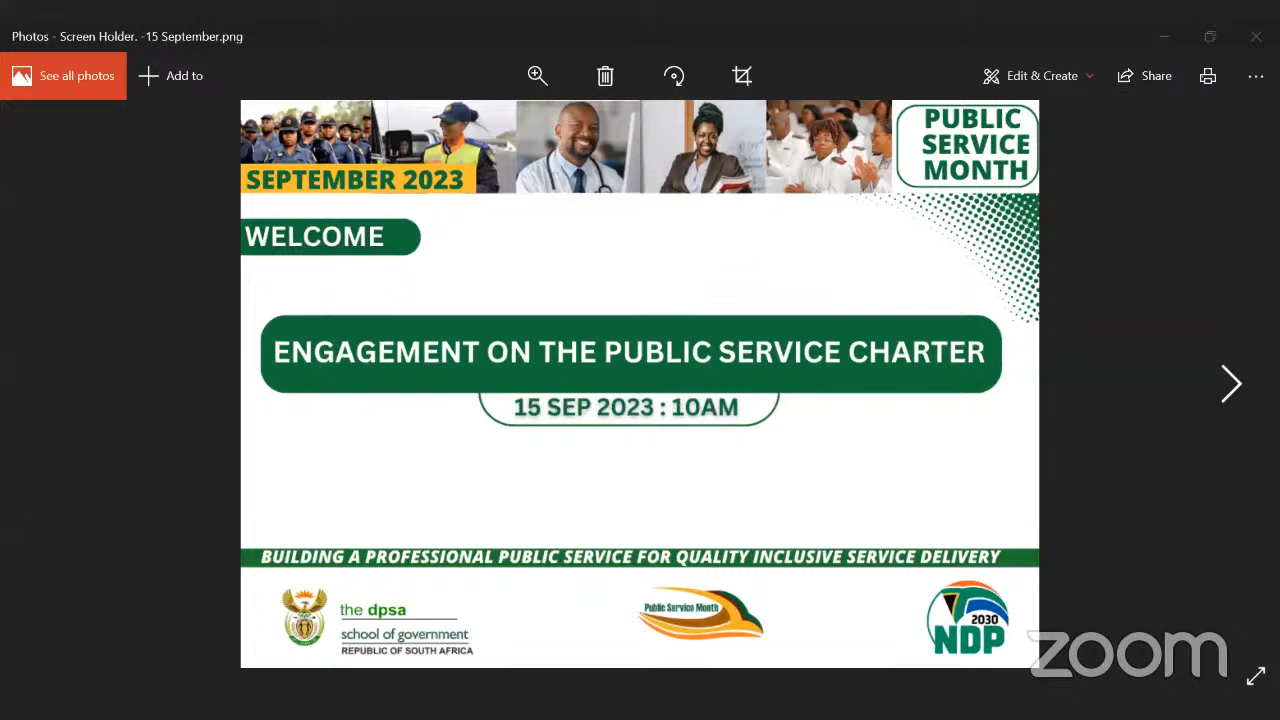 Photos - Screen Holder. -15 September.png
See all photos
Add to
Edit & Create
Share
SEPTEMBER 2023
PUBLIC
SERVICE
MONTH
WELCOME
ENGAGEMENT ON THE PUBLIC SERVICE CHARTER
15 SEP 2023 : 10AM
BUILDING A PROFESSIONAL PUBLIC SERVICE FOR QUALITY INCLUSIVE SERVICE DELIVERY
the dpsa
school of government
REPUBLIC OF SOUTH AFRICA
Public Service Month
2030
NDP
zoom